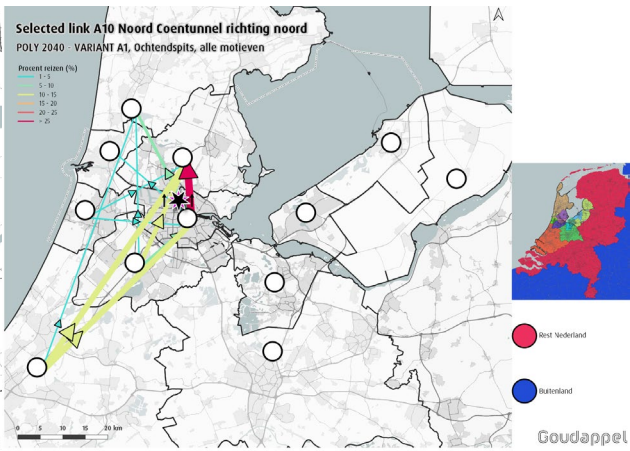 Selected link A10 Noord Coentunnel richting noord
POLY 2040 - VARIANT A1, Ochtendspits, alle motieven
Procent reizen (%)
1 - 5
5 - 10
10 - 15
15 - 20
20 - 25
> 25
0 5 10 15 20 km
Rest Nederland
Buitenland
Goudappel